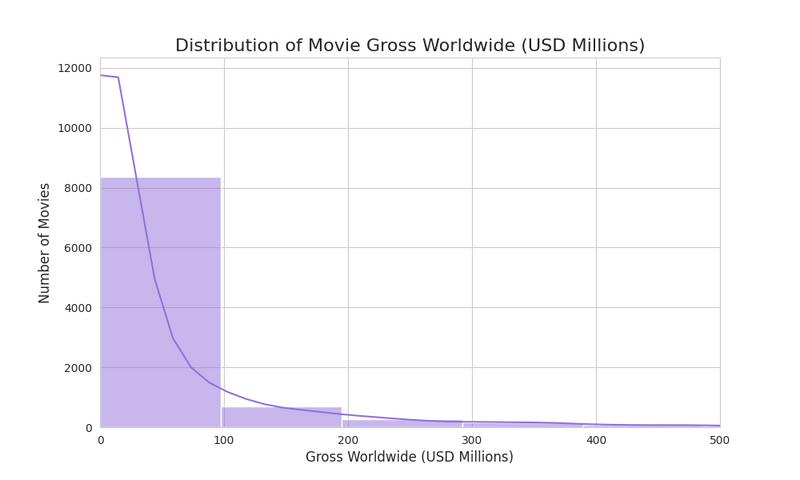 Distribution of Movie Gross Worldwide (USD Millions)
12000
10000
8000
6000
4000
2000
0
Number of Movies
0 100 200 300 400 500
Gross Worldwide (USD Millions)